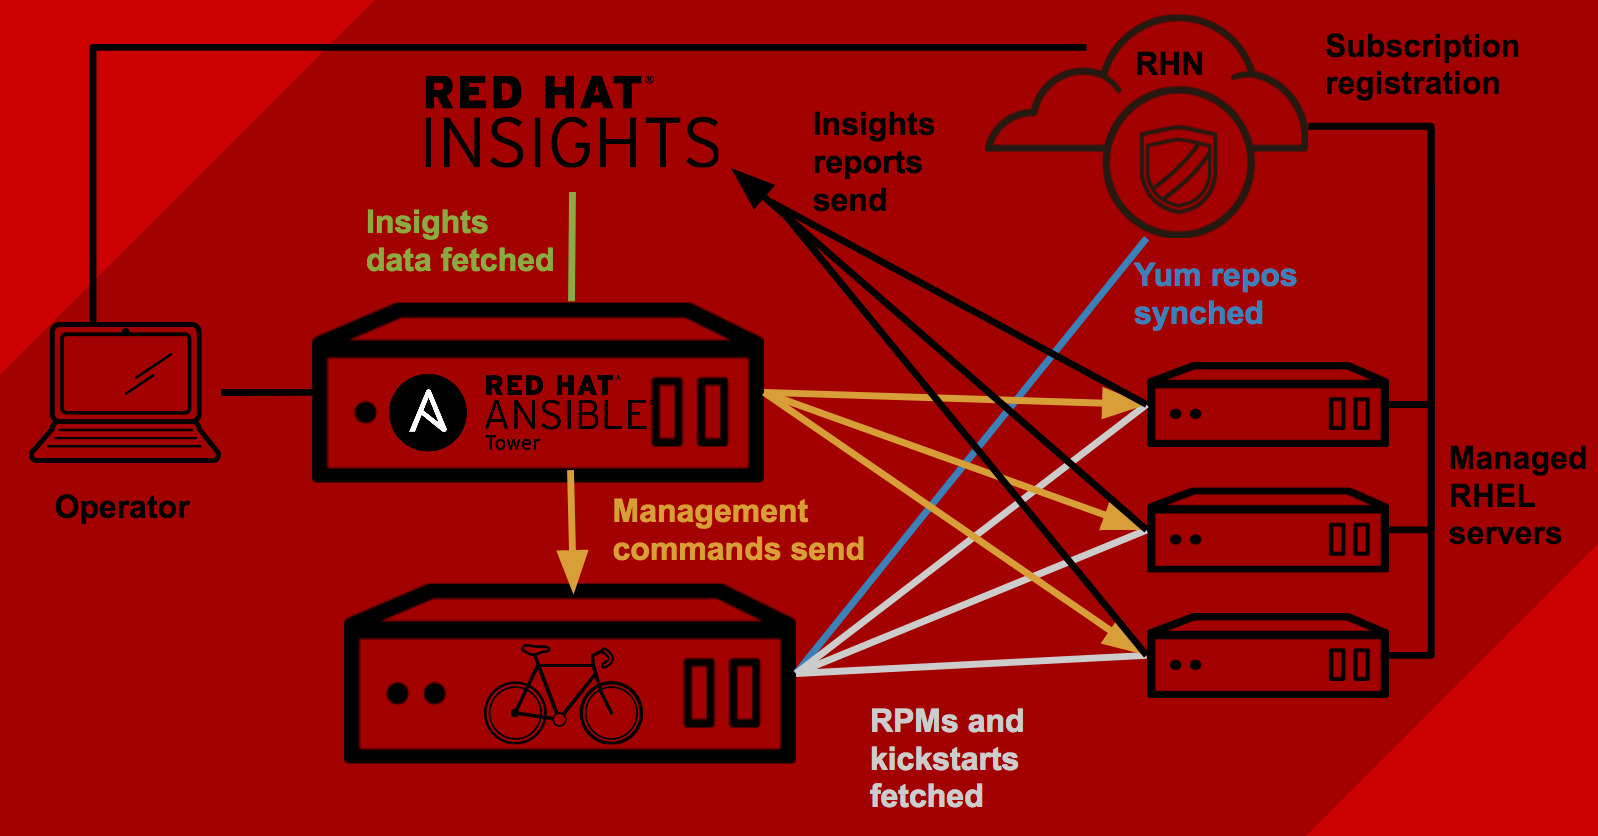 RHN
Subscription
registration
RED HAT®
INSIGHTS
Insights
reports
send
Insights
data fetched
Yum repos
synched
RED HAT®
ANSIBLE®
Tower
Operator
Management
commands send
Managed
RHEL
servers
RPMs and
kickstarts
fetched